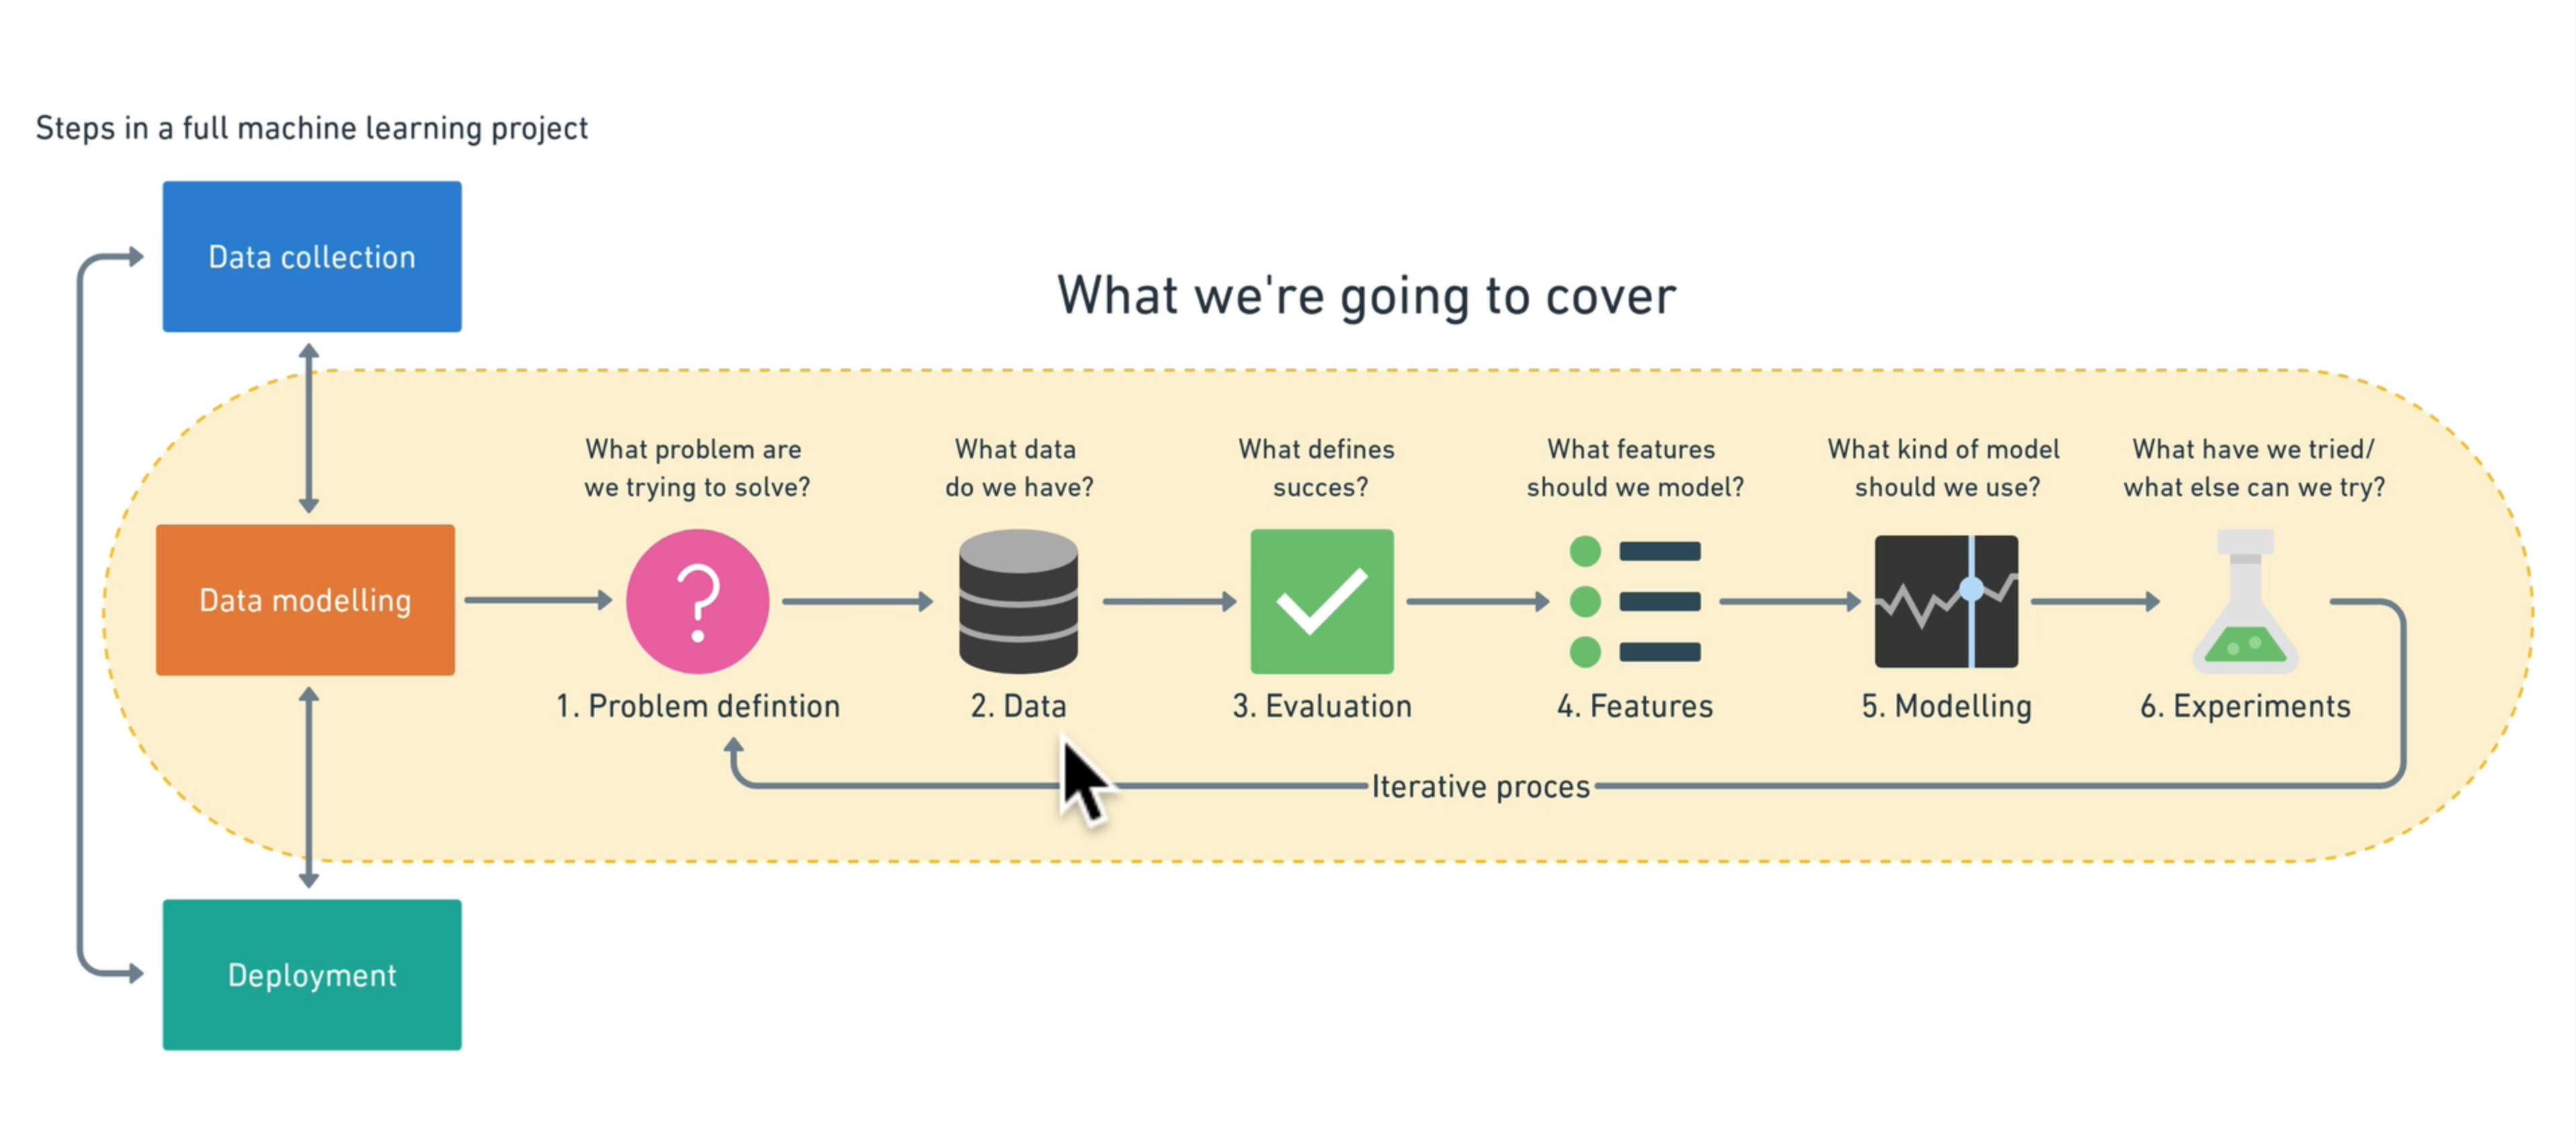 Steps in a full machine learning project
Data collection
What we're going to cover
What problem are
we trying to solve?
What data
do we have?
What defines
succes?
What features
should we model?
What kind of model
should we use?
What have we tried/
what else can we try?
Data modelling
1. Problem defintion
2. Data
3. Evaluation
4. Features
5. Modelling
6. Experiments
Iterative proces
Deployment